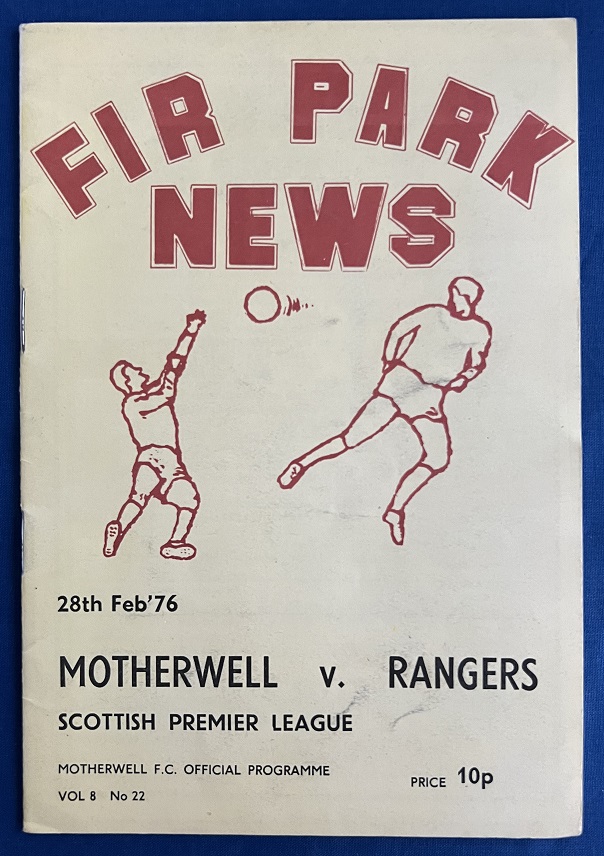 FIR PARK
NEWS
28th Feb'76
MOTHERWELL v. RANGERS
SCOTTISH PREMIER LEAGUE
MOTHERWELL F.C. OFFICIAL PROGRAMME
PRICE 10p
VOL 8 No 22